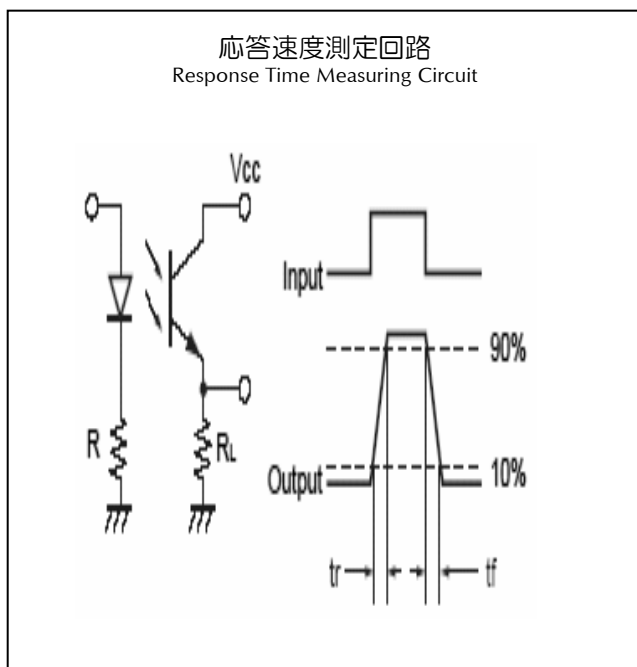 応答速度測定回路
Response Time Measuring Circuit
Vcc
Input
90%
R
RL
Output
10%
tr
tf